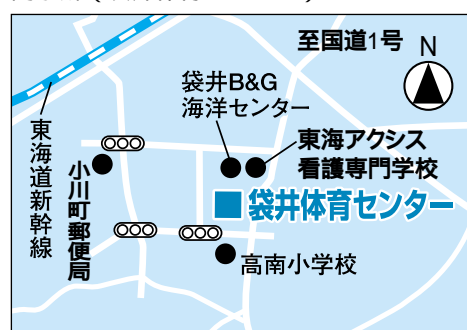 至国道1号
N
袋井B&G
海洋センター
東海アクシス
看護専門学校
東海道新幹線
小川町郵便局
袋井体育センター
高南小学校